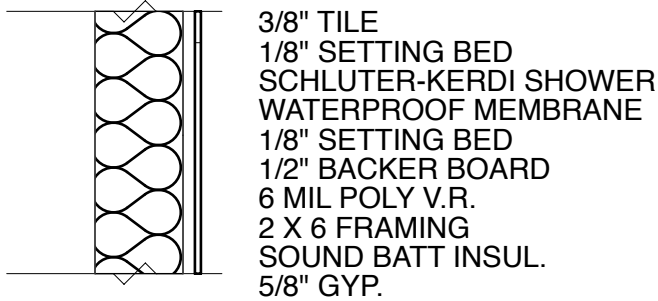 3/8" TILE
1/8" SETTING BED
SCHLUTER-KERDI SHOWER
WATERPROOF MEMBRANE
1/8" SETTING BED
1/2" BACKER BOARD
6 MIL POLY V.R.
2 X 6 FRAMING
SOUND BATT INSUL.
5/8" GYP.